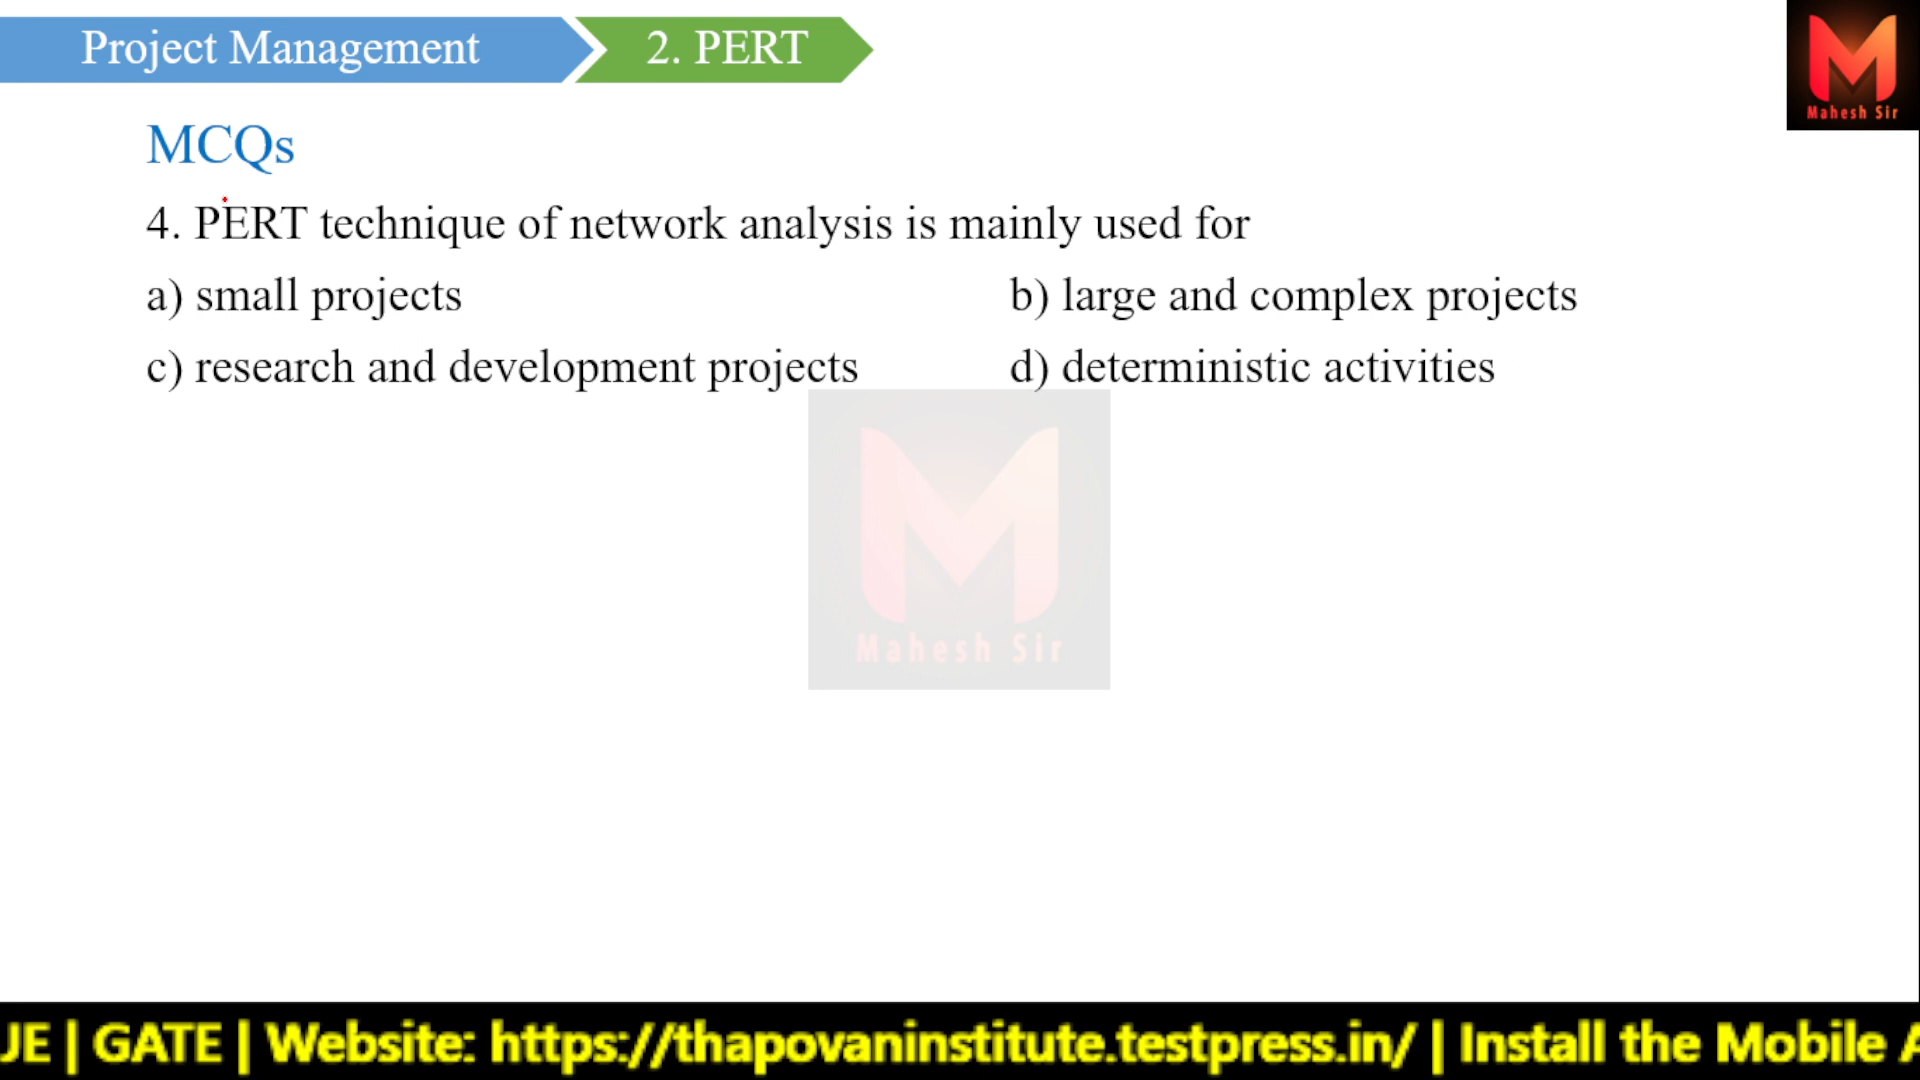 Project Management
2. PERT
Mahesh Sir
MCQs
4. PERT technique of network analysis is mainly used for
a) small projects
b) large and complex projects
c) research and development projects
d) deterministic activities
Mahesh Sir
JE | GATE | Website: https://thapovaninstitute.testpress.in/ | Install the Mobile A